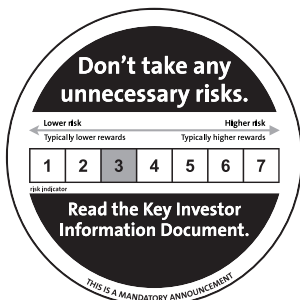 Don't take any
unnecessary risks.
Lower risk Higher risk
Typically lower rewards Typically higher rewards
1 2 3 4 5 6 7
risk indicator
Read the Key Investor
Information Document.
THIS IS A MANDATORY ANNOUNCEMENT